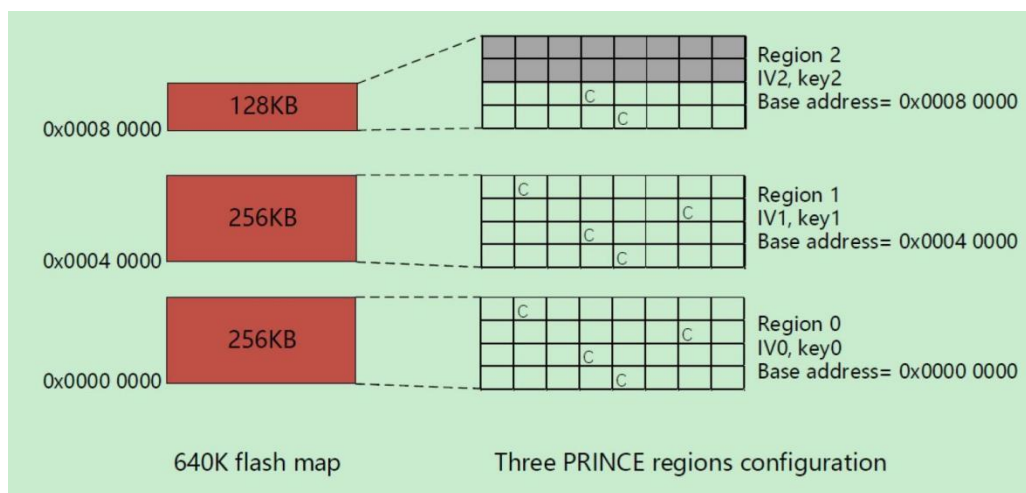 128KB
0x0008 0000
C
C
Region 2
IV2, key2
Base address= 0x0008 0000
256KB
0x0004 0000
C
C
C
C
Region 1
IV1, key1
Base address= 0x0004 0000
256KB
0x0000 0000
C
C
C
C
Region 0
IV0, key0
Base address= 0x0000 0000
640K flash map
Three PRINCE regions configuration